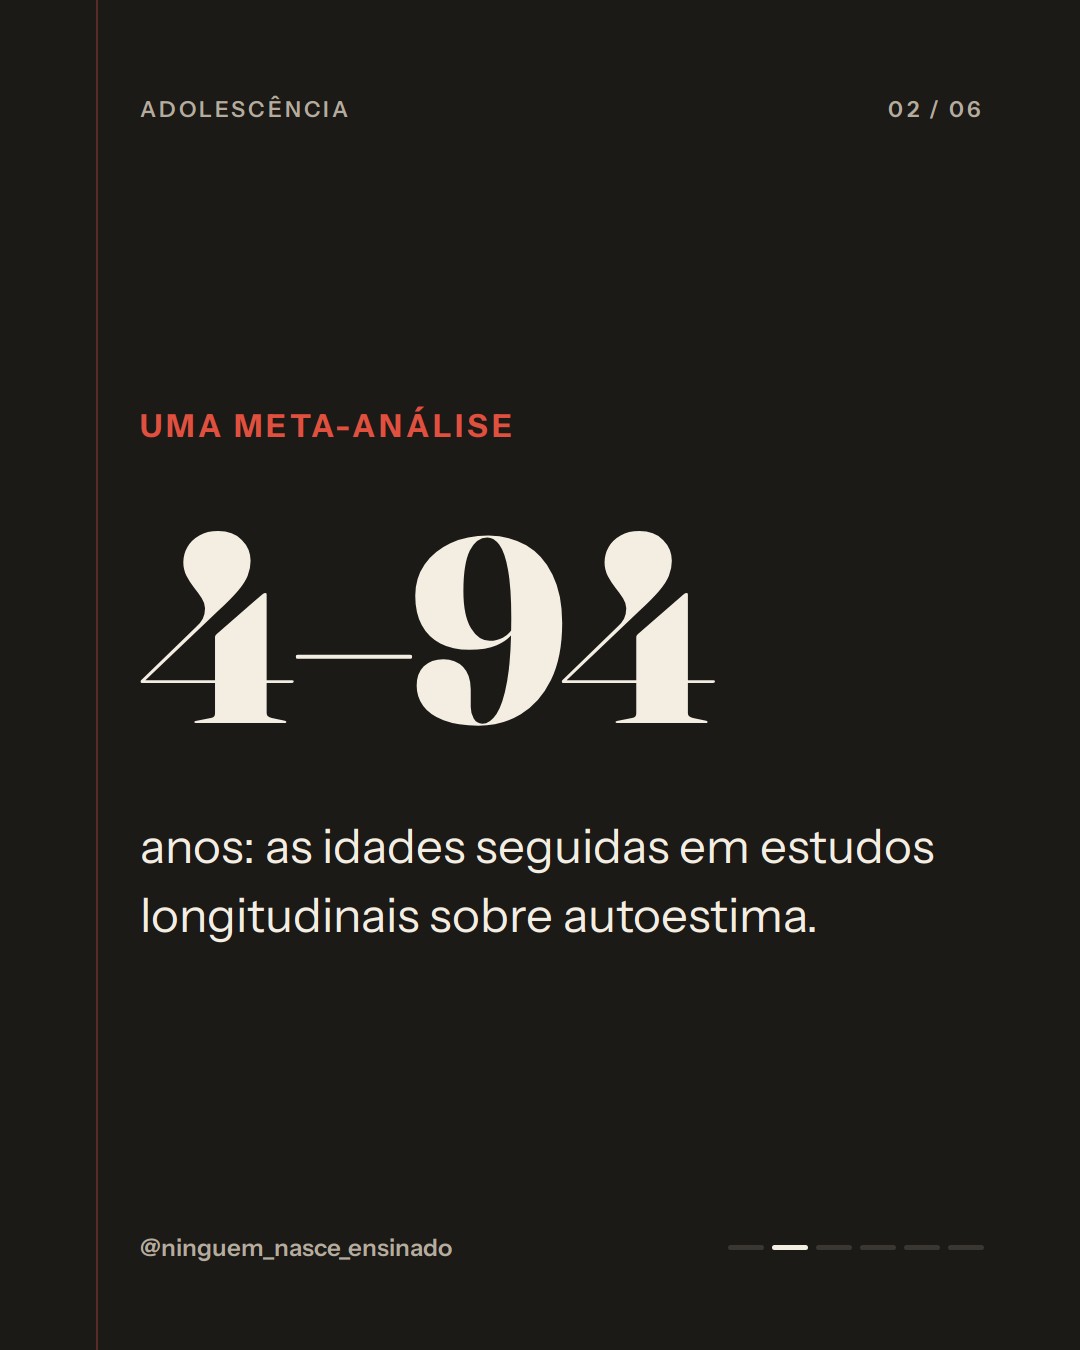 ADOLESCÊNCIA
02 / 06
UMA META-ANÁLISE
4—94
anos: as idades seguidas em estudos
longitudinais sobre autoestima.
@ninguem_nasce_ensinado